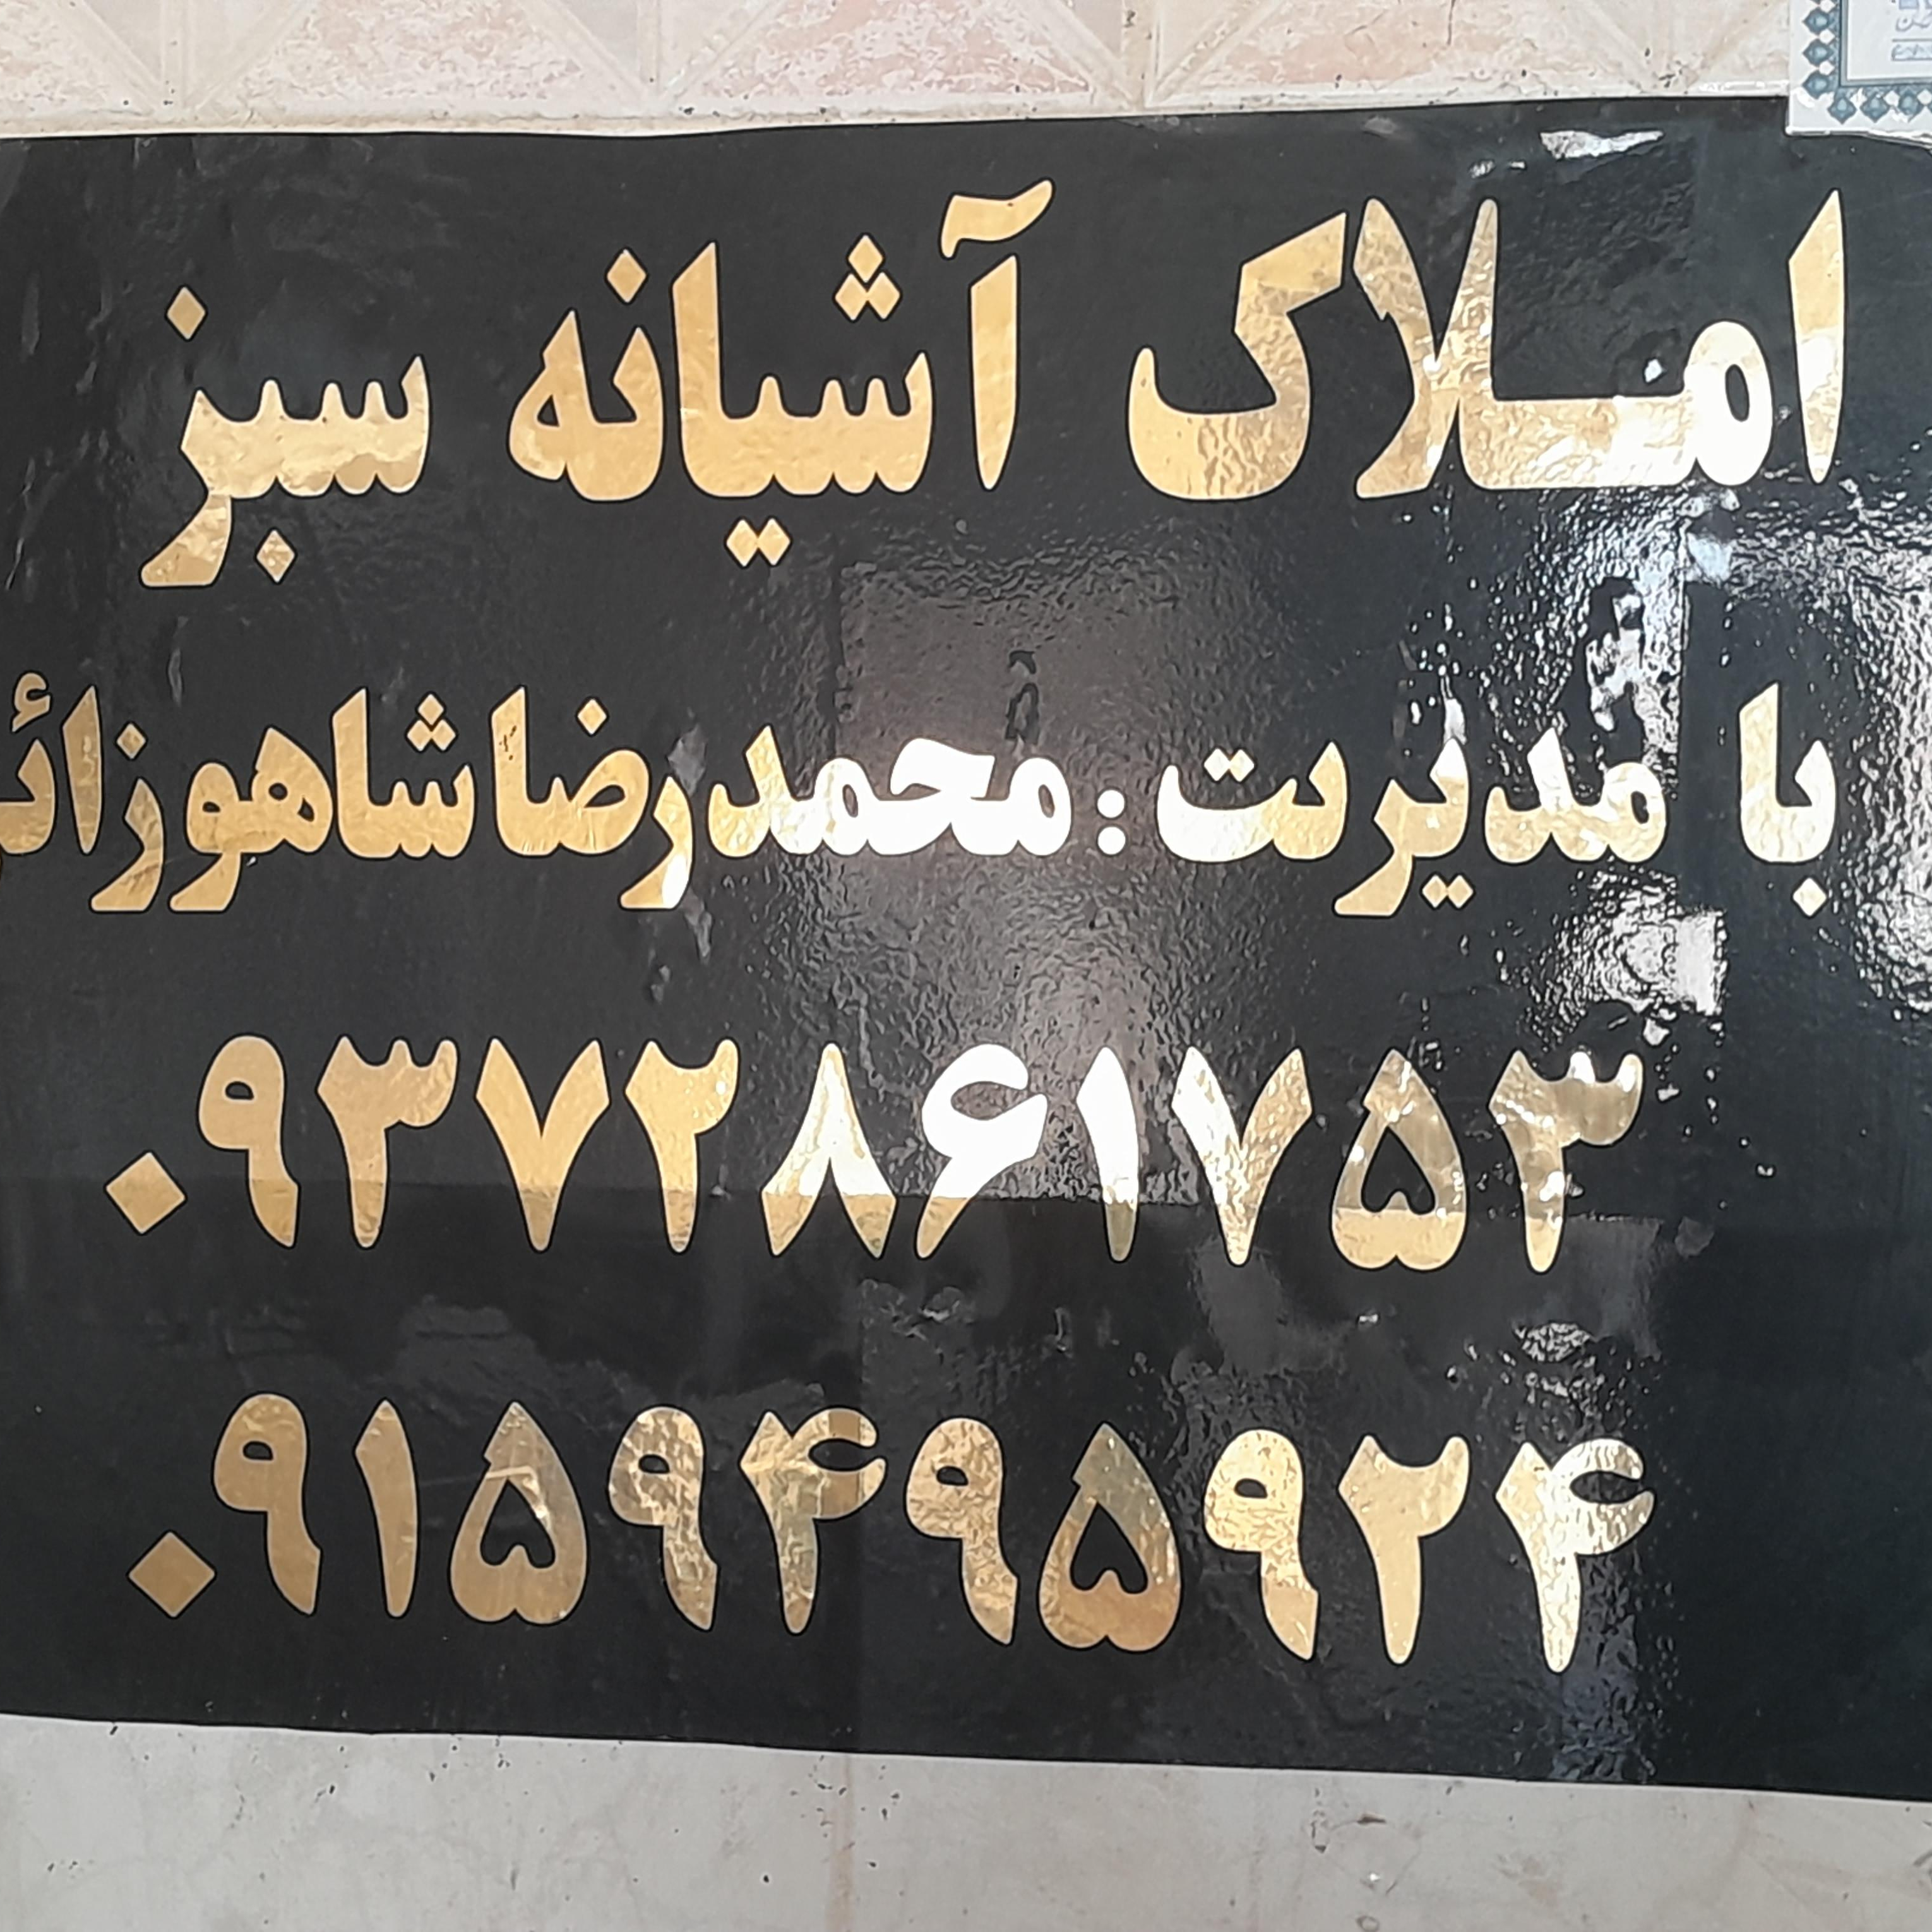 املاک آشیانه سبز
با مدیریت : محمدرضا شاهوزائی
۰۹۳۷۲۸۶۱۷۵۳
۰۹۱۵۹۴۹۵۹۲۴